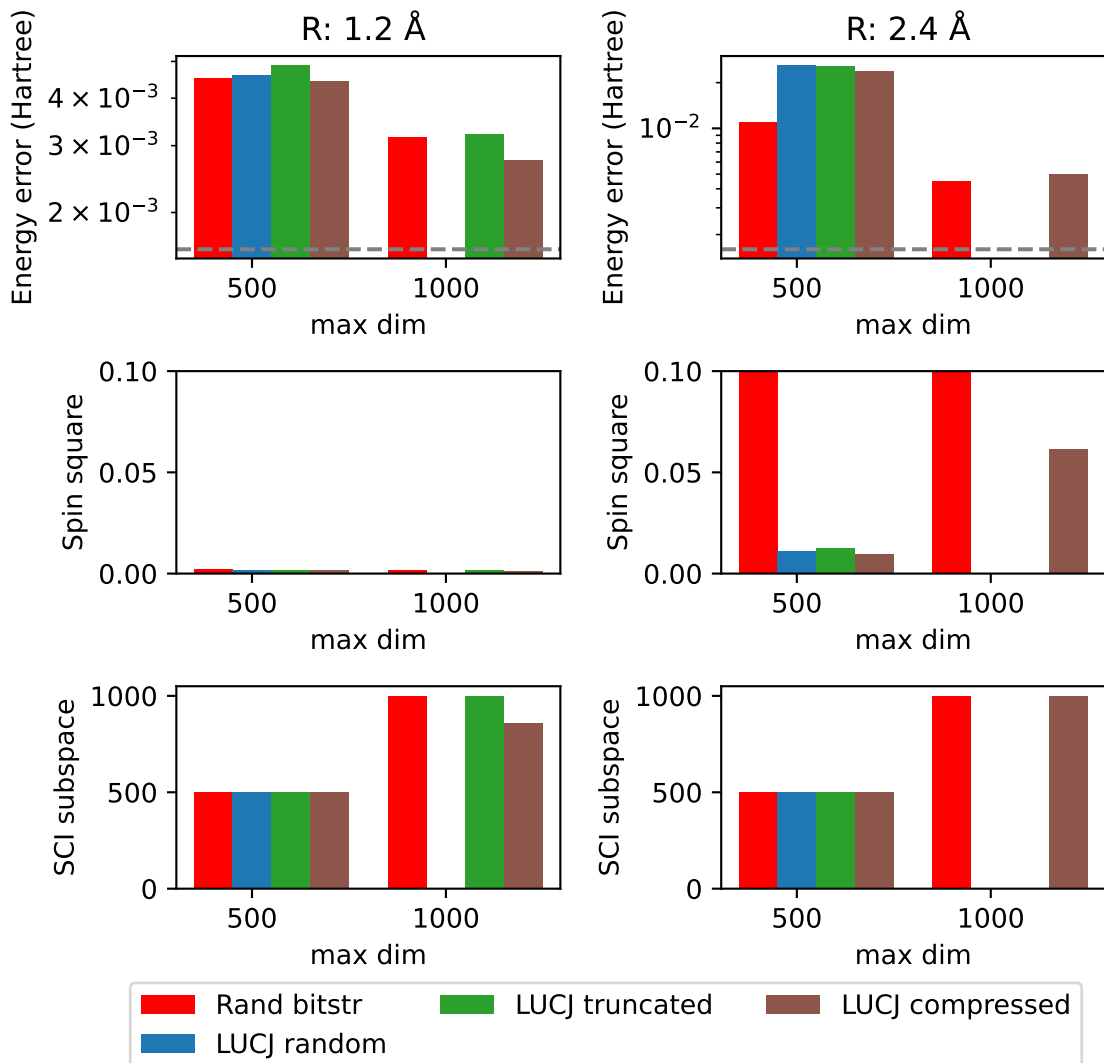 R: 1.2 Å
R: 2.4 Å
Energy error (Hartree)
4 × 10⁻³
3 × 10⁻³
2 × 10⁻³
500
1000
max dim
Energy error (Hartree)
10⁻²
500
1000
max dim
Spin square
0.10
0.05
0.00
500
1000
max dim
Spin square
0.10
0.05
0.00
500
1000
max dim
SCI subspace
1000
500
0
500
1000
max dim
SCI subspace
1000
500
0
500
1000
max dim
Rand bitstr
LUCJ random
LUCJ truncated
LUCJ compressed